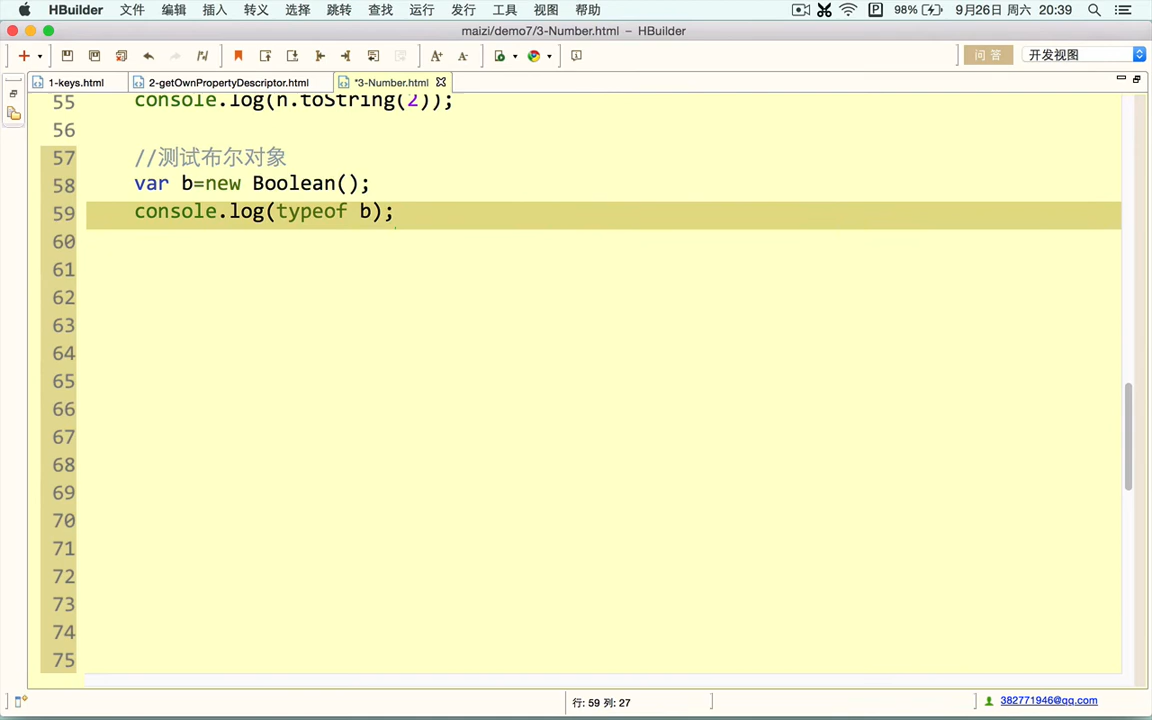 HBuilder 文件 编辑 插入 转义 选择 跳转 查找 运行 发行 工具 视图 帮助 98% 9月26日 周六 20:39
maizi/demo7/3-Number.html – HBuilder
问 答 开发视图
1-keys.html 2-getOwnPropertyDescriptor.html *3-Number.html
55 console.log(n.toString(2));
56
57 //测试布尔对象
58 var b=new Boolean();
59 console.log(typeof b);
60
61
62
63
64
65
66
67
68
69
70
71
72
73
74
75
行: 59 列: 27 382771946@qq.com